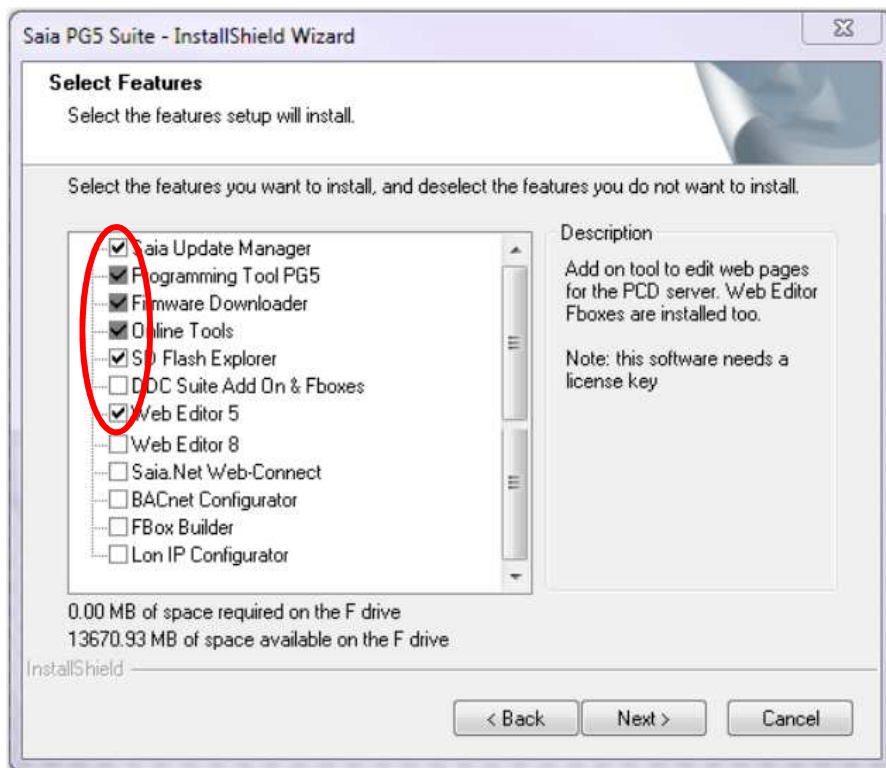 Saia PG5 Suite - InstallShield Wizard
Select Features
Select the features setup will install.
Select the features you want to install, and deselect the features you do not want to install.
Saia Update Manager
Programming Tool PG5
Firmware Downloader
Online Tools
SD Flash Explorer
DDC Suite Add On & Fboxes
Web Editor 5
Web Editor 8
Saia.Net Web-Connect
BACnet Configurator
FBox Builder
Lon IP Configurator
Description
Add on tool to edit web pages
for the PCD server. Web Editor
Fboxes are installed too.
Note: this software needs a
license key
0.00 MB of space required on the F drive
13670.93 MB of space available on the F drive
InstallShield
< Back
Next >
Cancel